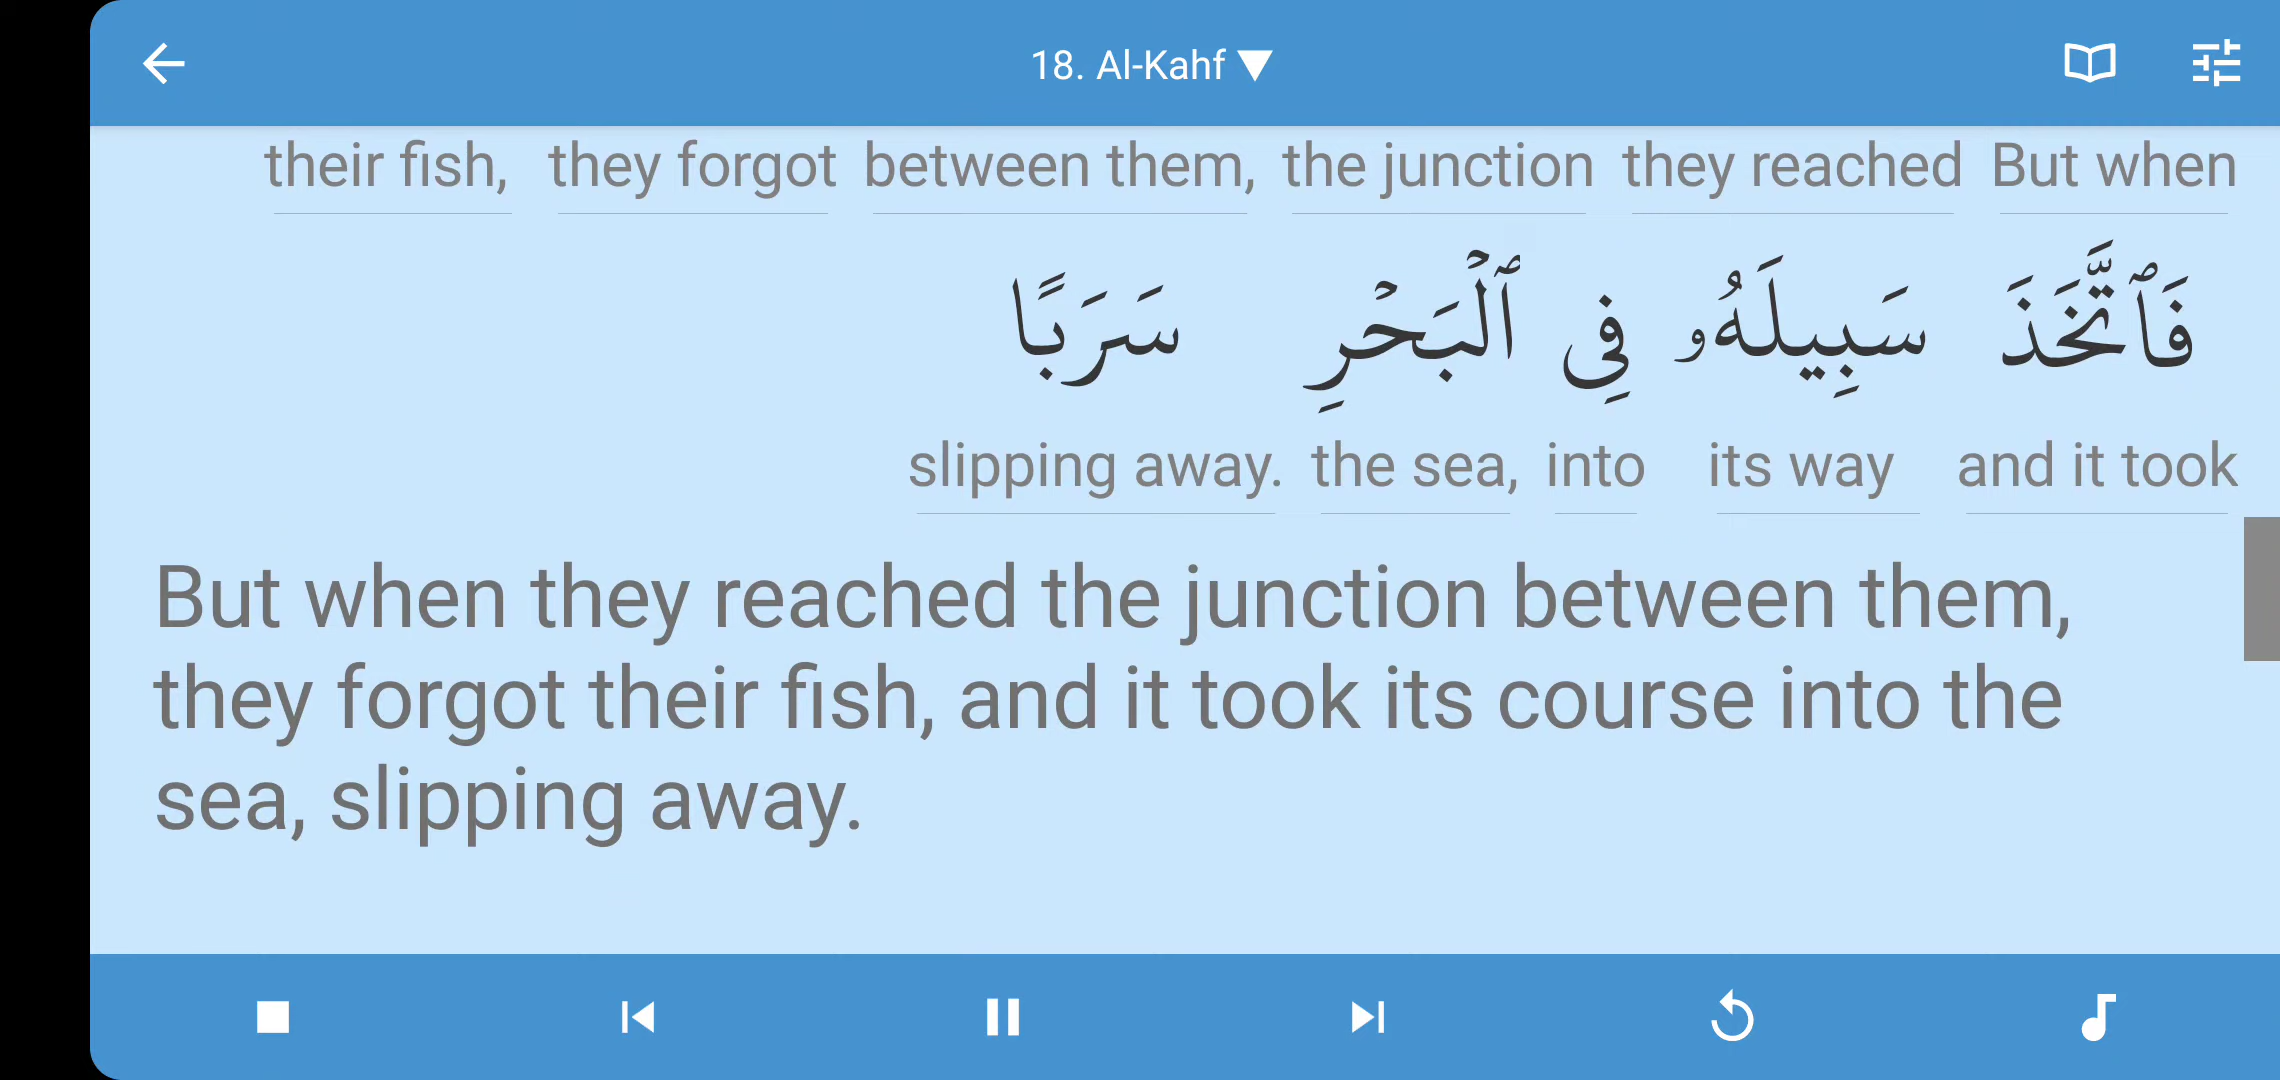 18. Al-Kahf ▼
But when they reached the junction between them, they forgot their fish,
فَٱتَّخَذَ سَبِيلَهُۥ فِى ٱلْبَحْرِ سَرَبًا
and it took its way into the sea, slipping away.
But when they reached the junction between them,
they forgot their fish, and it took its course into the
sea, slipping away.